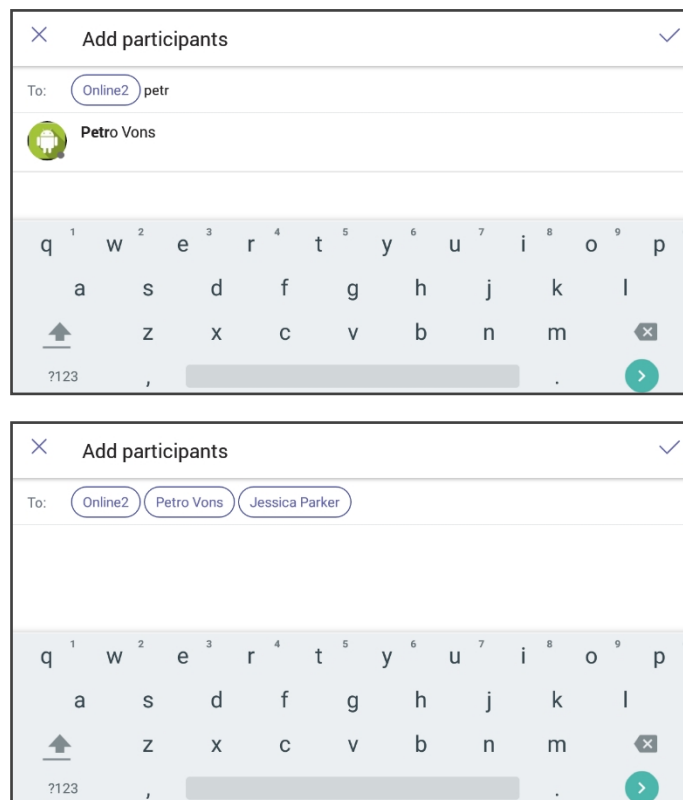 Add participants
To: Online2 petr
Petro Vons
q 1 w 2 e 3 r 4 t 5 y 6 u 7 i 8 o 9 p
a s d f g h j k l
z x c v b n m
?123 , .
Add participants
To: Online2 Petro Vons Jessica Parker
q 1 w 2 e 3 r 4 t 5 y 6 u 7 i 8 o 9 p
a s d f g h j k l
z x c v b n m
?123 , .